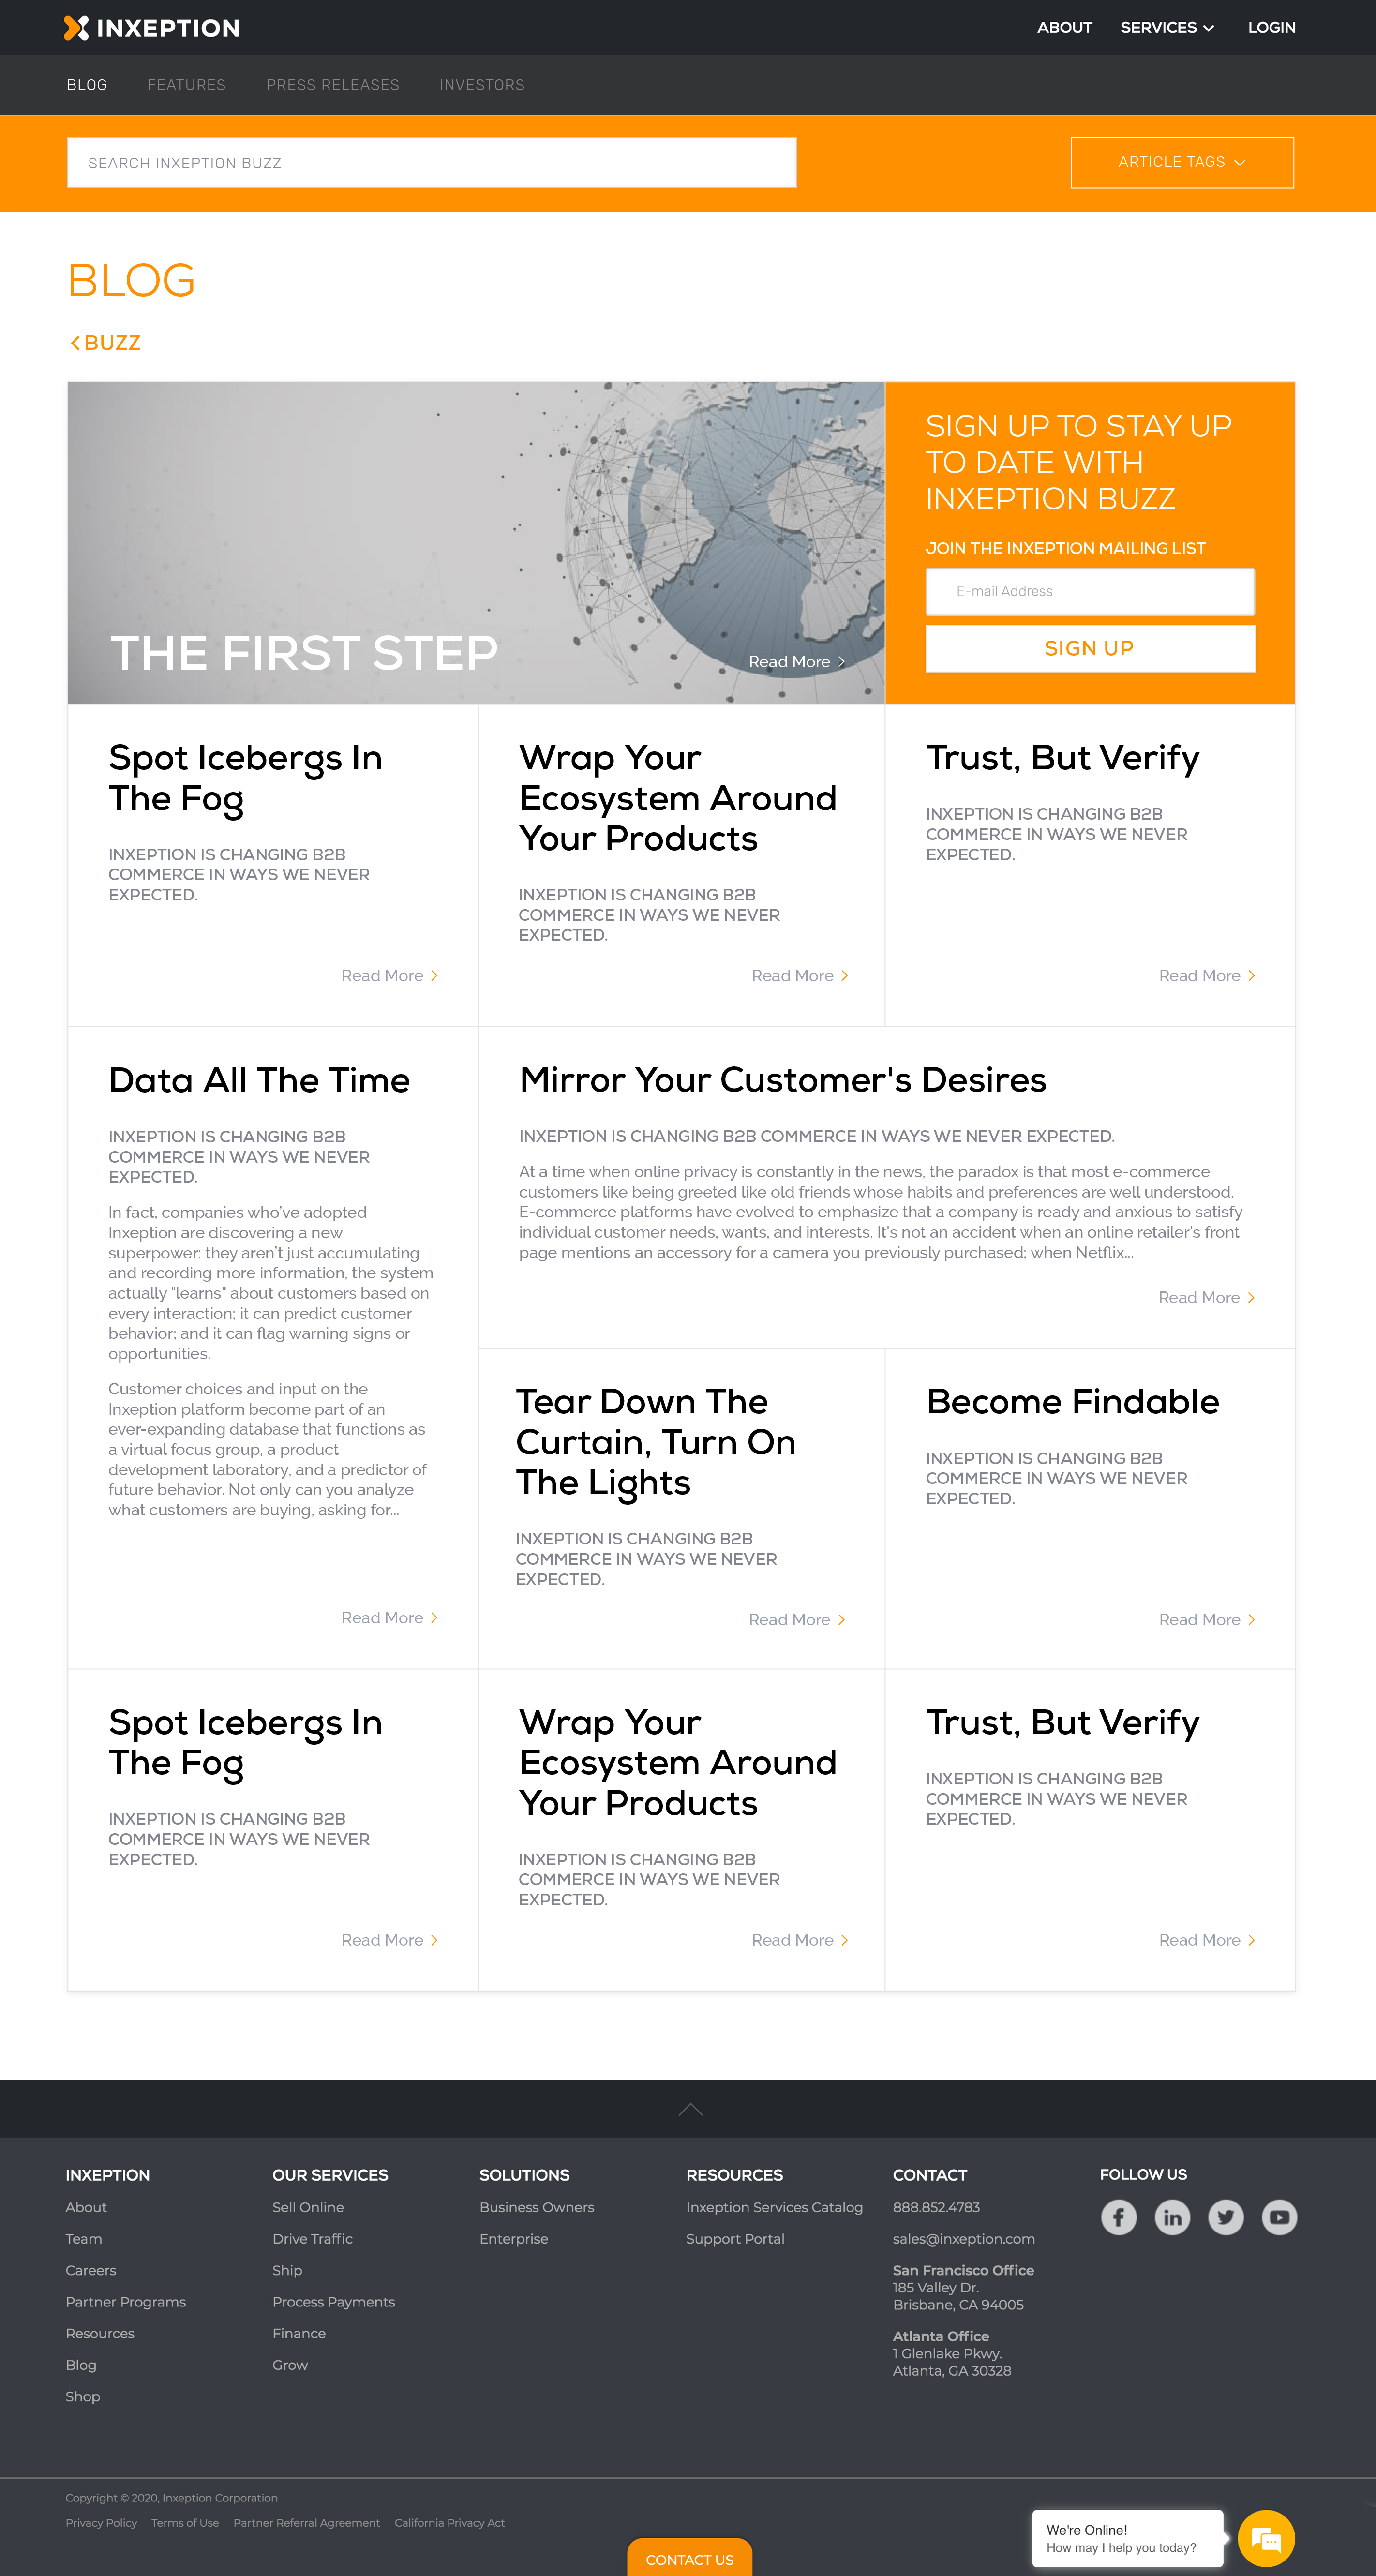 INXEPTION
ABOUT SERVICES LOGIN
BLOG FEATURES PRESS RELEASES INVESTORS
SEARCH INXEPTION BUZZ
ARTICLE TAGS
BLOG
BUZZ
THE FIRST STEP
Read More
SIGN UP TO STAY UP
TO DATE WITH
INXEPTION BUZZ
JOIN THE INXEPTION MAILING LIST
E-mail Address
SIGN UP
Spot Icebergs In
The Fog
INXEPTION IS CHANGING B2B
COMMERCE IN WAYS WE NEVER
EXPECTED.
Read More
Wrap Your
Ecosystem Around
Your Products
INXEPTION IS CHANGING B2B
COMMERCE IN WAYS WE NEVER
EXPECTED.
Read More
Trust, But Verify
INXEPTION IS CHANGING B2B
COMMERCE IN WAYS WE NEVER
EXPECTED.
Read More
Data All The Time
INXEPTION IS CHANGING B2B
COMMERCE IN WAYS WE NEVER
EXPECTED.
In fact, companies who've adopted
Inxeption are discovering a new
superpower: they aren't just accumulating
and recording more information, the system
actually "learns" about customers based on
every interaction; it can predict customer
behavior; and it can flag warning signs or
opportunities.
Customer choices and input on the
Inxeption platform become part of an
ever-expanding database that functions as
a virtual focus group, a product
development laboratory, and a predictor of
future behavior. Not only can you analyze
what customers are buying, asking for...
Read More
Mirror Your Customer's Desires
INXEPTION IS CHANGING B2B COMMERCE IN WAYS WE NEVER EXPECTED.
At a time when online privacy is constantly in the news, the paradox is that most e-commerce
customers like being greeted like old friends whose habits and preferences are well understood.
E-commerce platforms have evolved to emphasize that a company is ready and anxious to satisfy
individual customer needs, wants, and interests. It's not an accident when an online retailer's front
page mentions an accessory for a camera you previously purchased; when Netflix...
Read More
Tear Down The
Curtain, Turn On
The Lights
INXEPTION IS CHANGING B2B
COMMERCE IN WAYS WE NEVER
EXPECTED.
Read More
Become Findable
INXEPTION IS CHANGING B2B
COMMERCE IN WAYS WE NEVER
EXPECTED.
Read More
Spot Icebergs In
The Fog
INXEPTION IS CHANGING B2B
COMMERCE IN WAYS WE NEVER
EXPECTED.
Read More
Wrap Your
Ecosystem Around
Your Products
INXEPTION IS CHANGING B2B
COMMERCE IN WAYS WE NEVER
EXPECTED.
Read More
Trust, But Verify
INXEPTION IS CHANGING B2B
COMMERCE IN WAYS WE NEVER
EXPECTED.
Read More
INXEPTION
About
Team
Careers
Partner Programs
Resources
Blog
Shop
OUR SERVICES
Sell Online
Drive Traffic
Ship
Process Payments
Finance
Grow
SOLUTIONS
Business Owners
Enterprise
RESOURCES
Inxeption Services Catalog
Support Portal
CONTACT
888.852.4783
sales@inxeption.com
San Francisco Office
185 Valley Dr.
Brisbane, CA 94005
Atlanta Office
1 Glenlake Pkwy.
Atlanta, GA 30328
FOLLOW US
Copyright © 2020, Inxeption Corporation
Privacy Policy Terms of Use Partner Referral Agreement California Privacy Act
CONTACT US
We're Online!
How may I help you today?